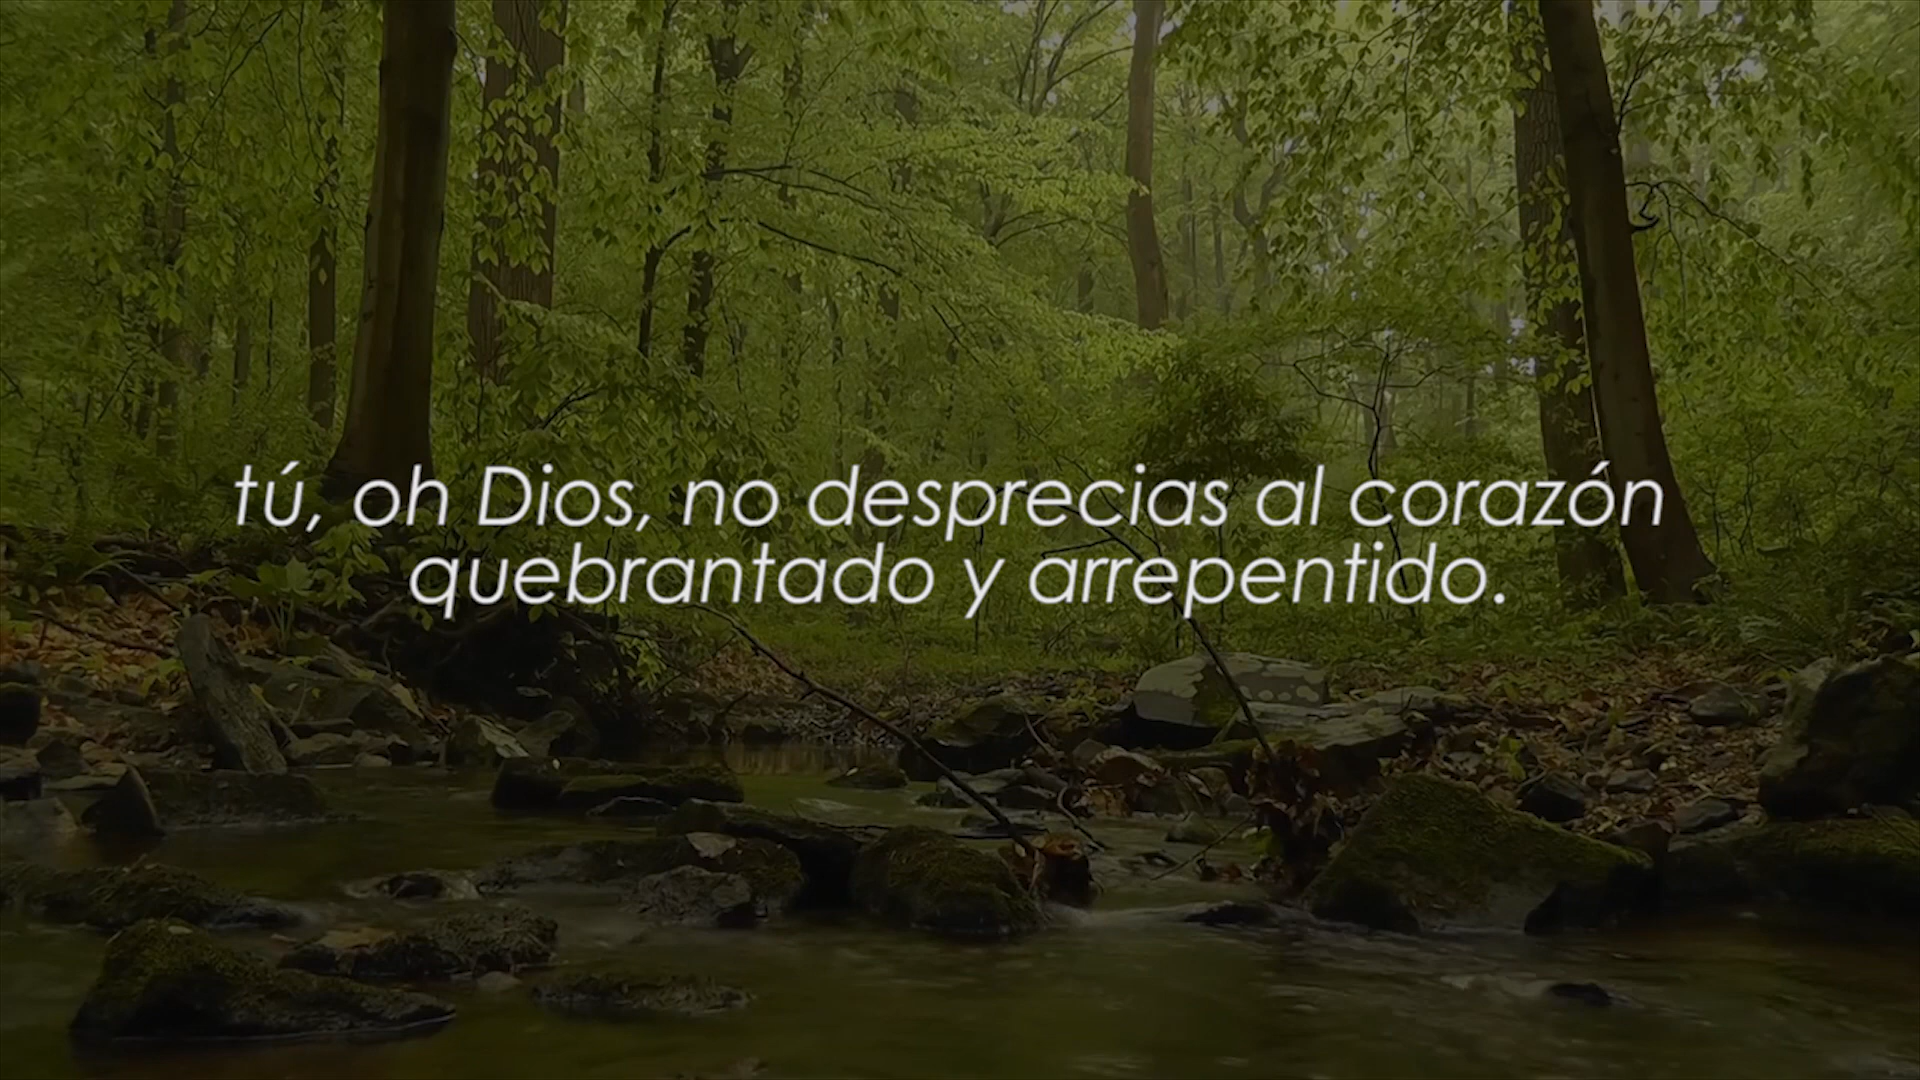 tú, oh Dios, no desprecias al corazón
quebrantado y arrepentido.